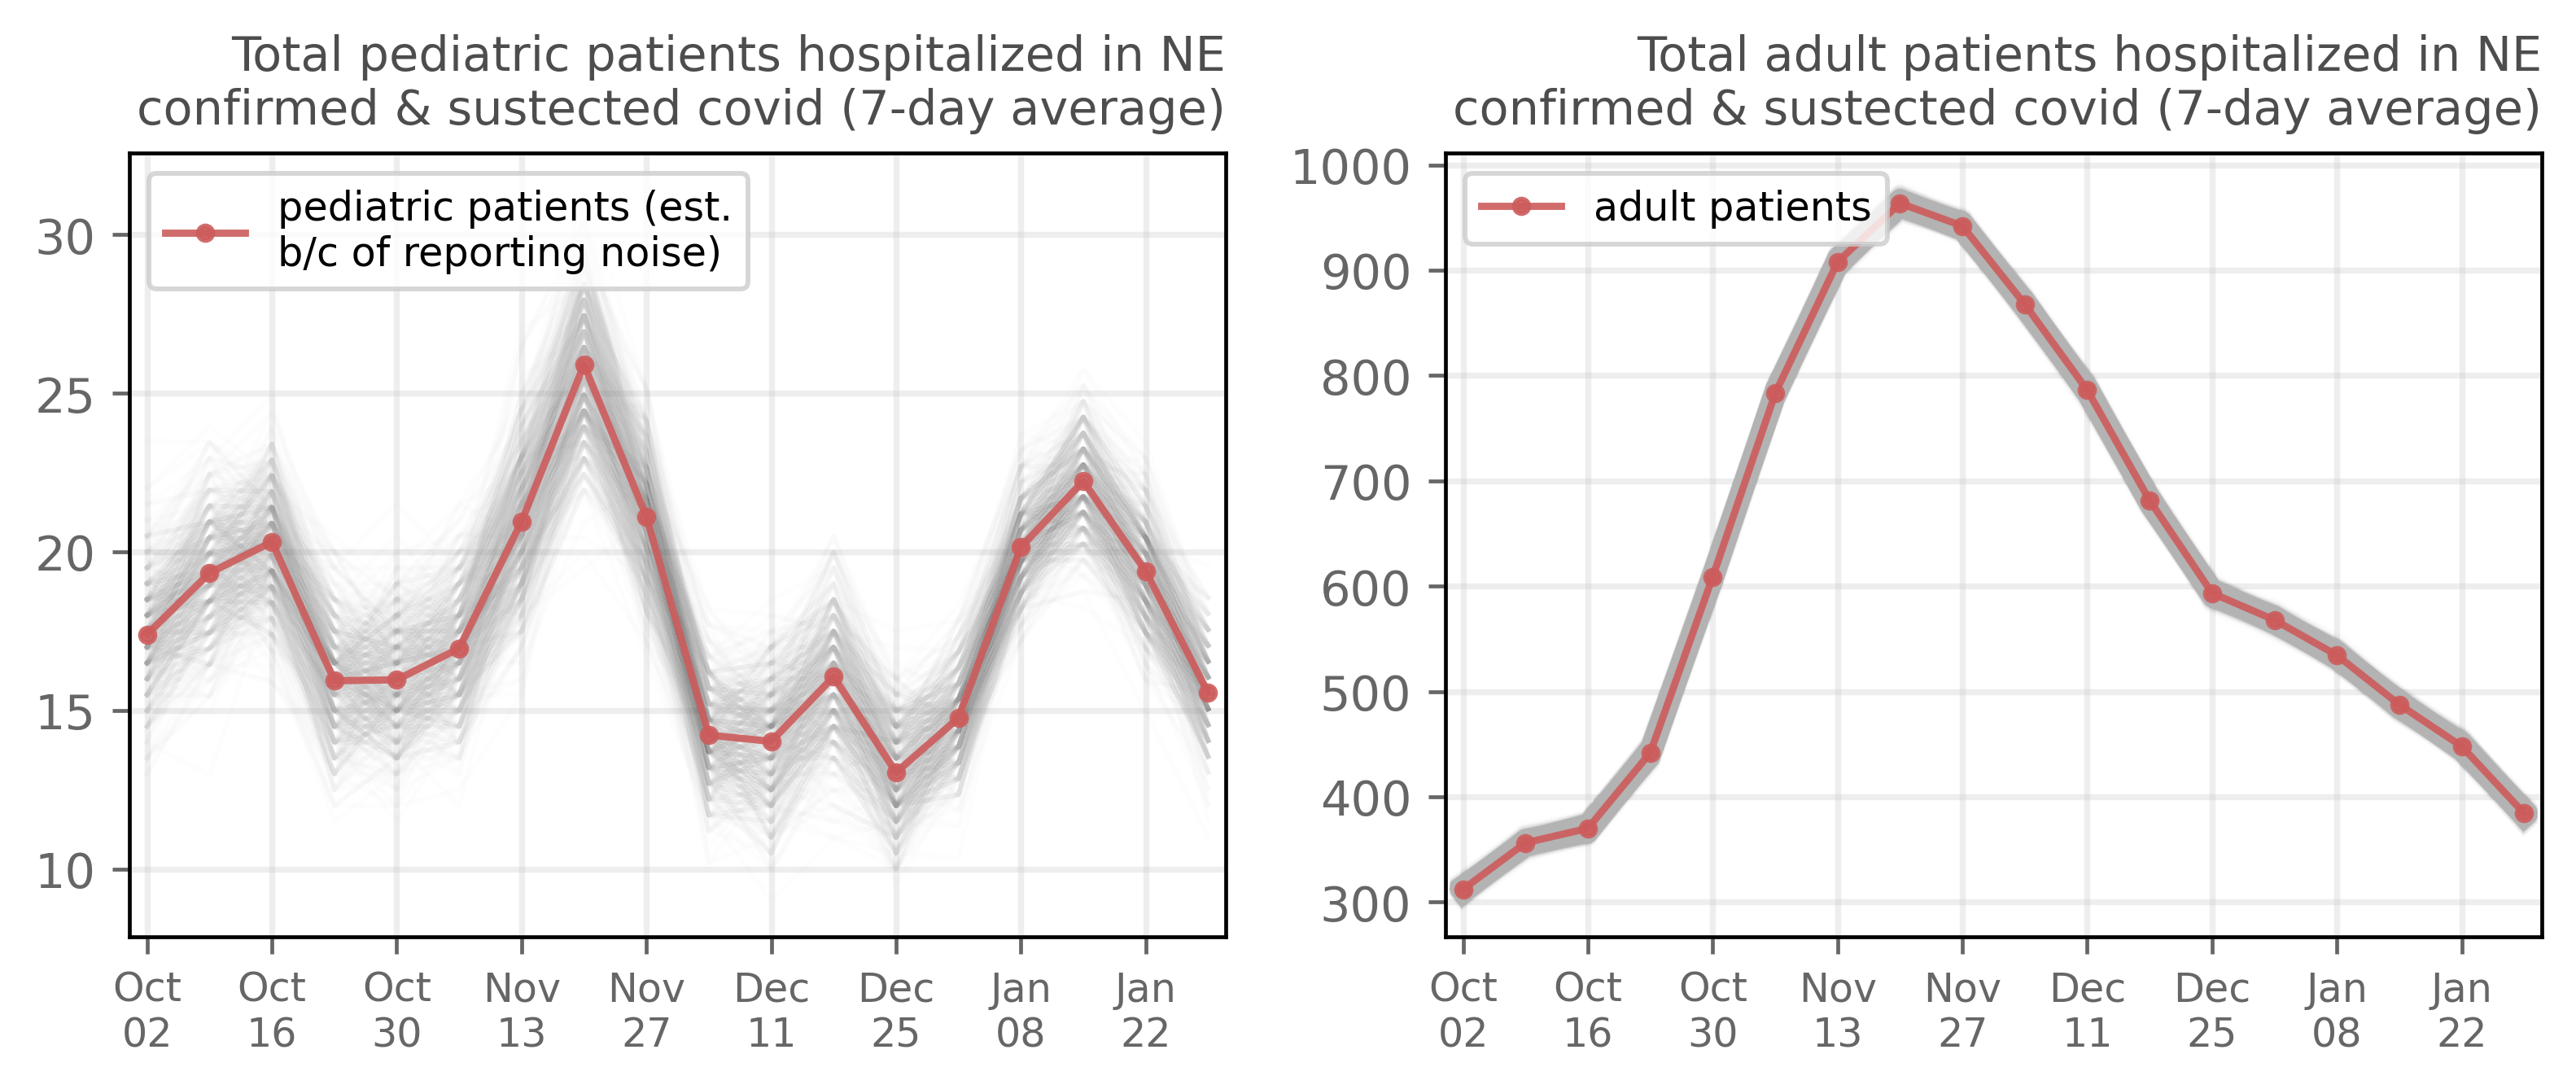 Total pediatric patients hospitalized in NE
confirmed & sustected covid (7-day average)
pediatric patients (est.
b/c of reporting noise)
30
25
20
15
10
Oct Oct Oct Nov Nov Dec Dec Jan Jan
02 16 30 13 27 11 25 08 22
Total adult patients hospitalized in NE
confirmed & sustected covid (7-day average)
adult patients
1000
900
800
700
600
500
400
300
Oct Oct Oct Nov Nov Dec Dec Jan Jan
02 16 30 13 27 11 25 08 22